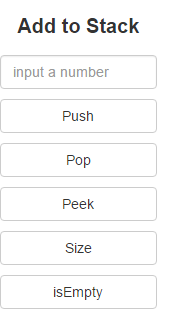 Add to Stack
input a number
Push
Pop
Peek
Size
isEmpty